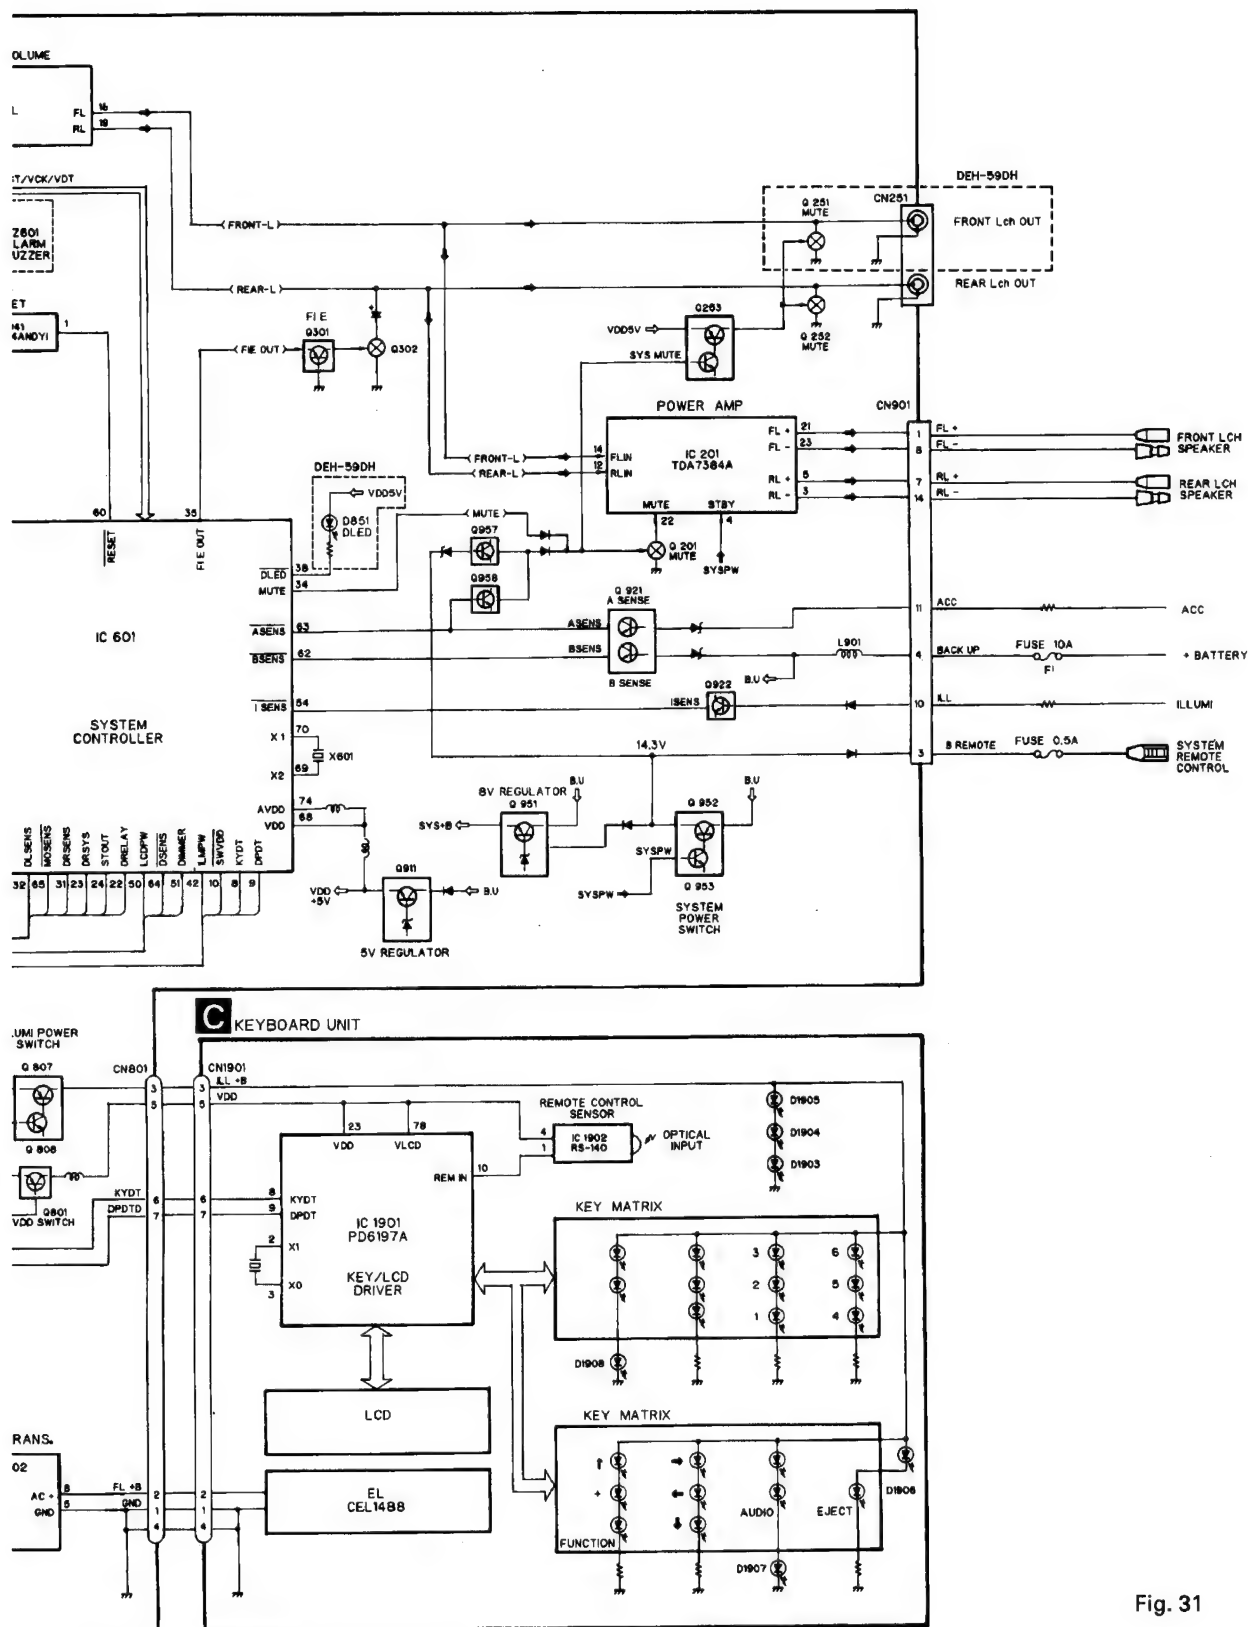 OLUME
L
FL 16
RL 19
ST/VCK/VDT
Z601
LARM
UZZER
ET
4ANDYI
1
FRONT-L
REAR-L
FIE
Q301
FIE OUT
Q302
DEH-59DH
CN251
Q 251
MUTE
FRONT Lch OUT
REAR Lch OUT
Q263
VDD5V
SYS MUTE
Q 252
MUTE
POWER AMP
CN901
FRONT-L
REAR-L
14 FLIN
12 RLIN
IC 201
TDA7384A
FL + 21
FL - 23
RL + 5
RL - 3
MUTE
22
STBY
4
1 FL +
8 FL -
7 RL +
14 RL -
FRONT LCH
SPEAKER
REAR LCH
SPEAKER
DEH-59DH
VDD5V
D851
DLED
MUTE
Q957
Q958
Q 201
MUTE
SYSPW
60
RESET
35
FIE OUT
DLED 38
MUTE 34
ASENS 63
BSENS 62
ISENS 54
X1 70
X601
X2 69
AVDD 74
VDD 68
IC 601
SYSTEM
CONTROLLER
Q 921
A SENSE
ASENS
BSENS
B SENSE
B.U
L901
11 ACC
ACC
4 BACK UP
FUSE 10A
F1
+ BATTERY
Q922
ISENS
10 ILL
ILLUMI
14.3V
3 B REMOTE
FUSE 0.5A
SYSTEM
REMOTE
CONTROL
8V REGULATOR
Q 951
B.U
SYS+B
Q 952
B.U
SYSPW
SYSPW
Q 953
SYSTEM
POWER
SWITCH
DLSENS
MOSENS
DRSENS
DRSYS
STOUT
DRELAY
LCDPW
DSENS
DIMMER
ILMPW
SWVDD
KYDT
DPDT
32 65 31 23 24 22 50 64 51 42 10 8 9
VDD
+5V
Q911
B.U
5V REGULATOR
C KEYBOARD UNIT
LUMI POWER
SWITCH
Q 807
Q 808
CN801
CN1901
3 3 ILL +B
5 5 VDD
Q801
VDD SWITCH
KYDT 6 6 8 KYDT
DPDTD 7 7 9 DPDT
23
VDD
78
VLCD
REM IN 10
IC 1901
PD6197A
KEY/LCD
DRIVER
2 X1
3 X0
REMOTE CONTROL
SENSOR
4
1
IC 1902
RS-140
OPTICAL
INPUT
D1905
D1904
D1903
KEY MATRIX
3 6
2 5
1 4
D1908
LCD
KEY MATRIX
+
AUDIO
EJECT
FUNCTION
D1906
D1907
RANS.
02
AC + 8 FL +B 2 2
GND 5 GND 1 1
4 4
EL
CEL1488
Fig. 31